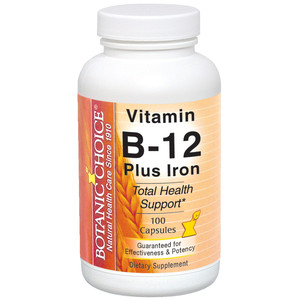 BOTANIC CHOICE®
Natural Health Care Since 1910
Vitamin
B-12
Plus Iron
Total Health
Support*
100
Capsules
Guaranteed for
Effectiveness & Potency
Dietary Supplement